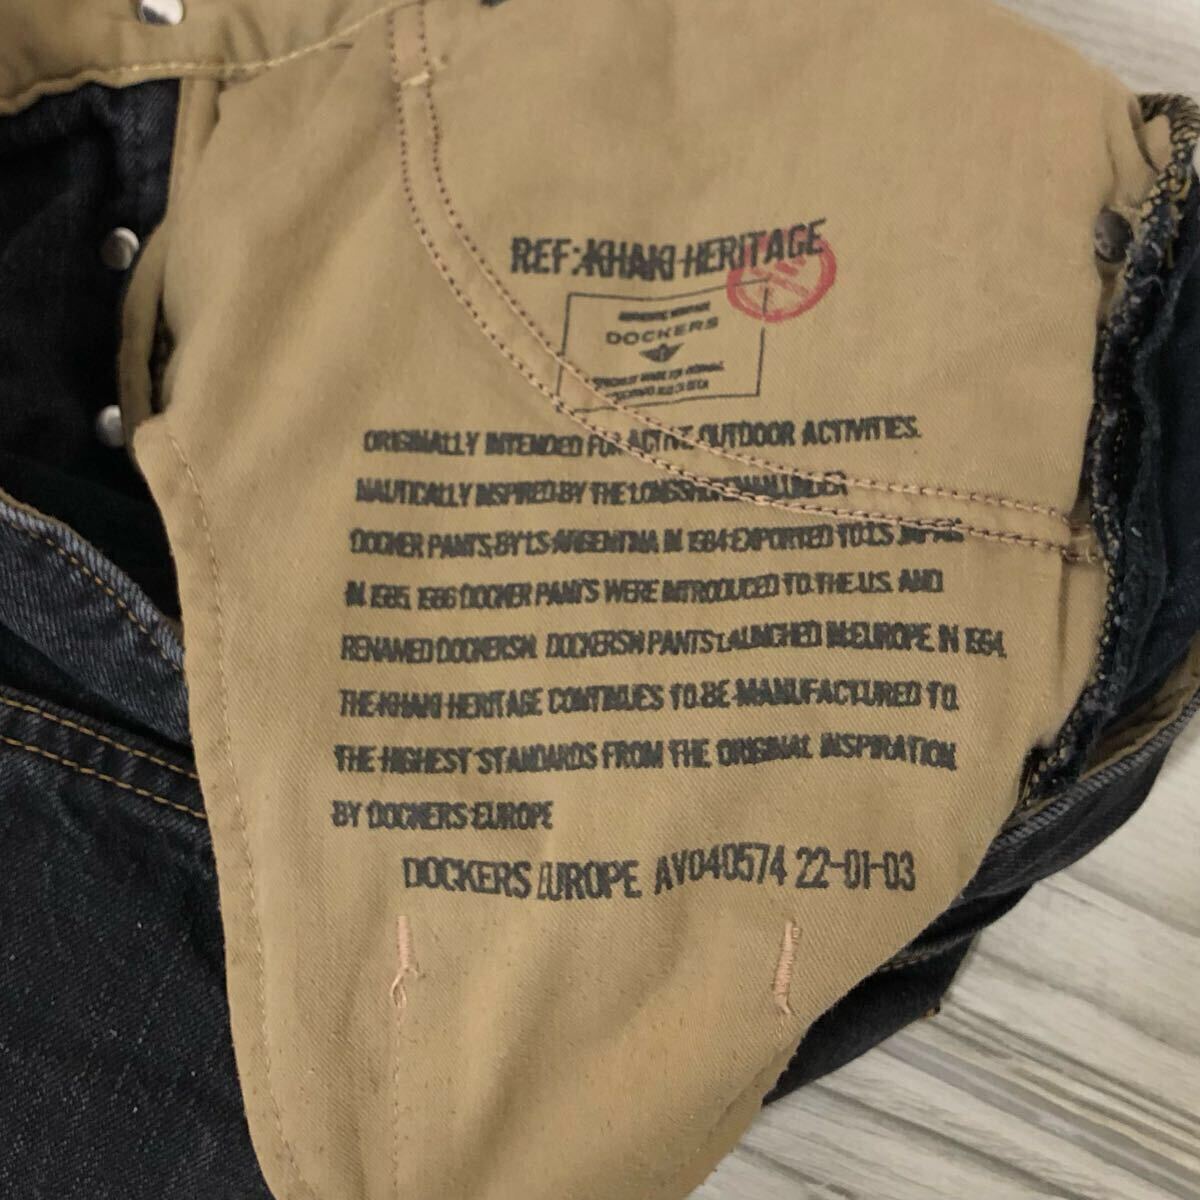 REF: KHAKI HERITAGE
AUTHENTIC HERITAGE
DOCKERS
ORIGINALLY INTENDED FOR ACTIVE OUTDOOR ACTIVITIES.
NAUTICALLY INSPIRED BY THE LONGSHOREMAN. UNDER
DOCKER PANTS BY LS ARGENTINA IN 1984 EXPORTED TO LS JAPAN
IN 1985. 1986 DOCKER PANTS WERE INTRODUCED TO THE U.S. AND
RENAMED DOCKERS PANTS LAUNCHED IN EUROPE IN 1994.
THE KHAKI HERITAGE CONTINUES TO BE MANUFACTURED TO
THE HIGHEST STANDARDS FROM THE ORIGINAL INSPIRATION
BY DOCKERS EUROPE
DOCKERS EUROPE. AV040574 22-01-03